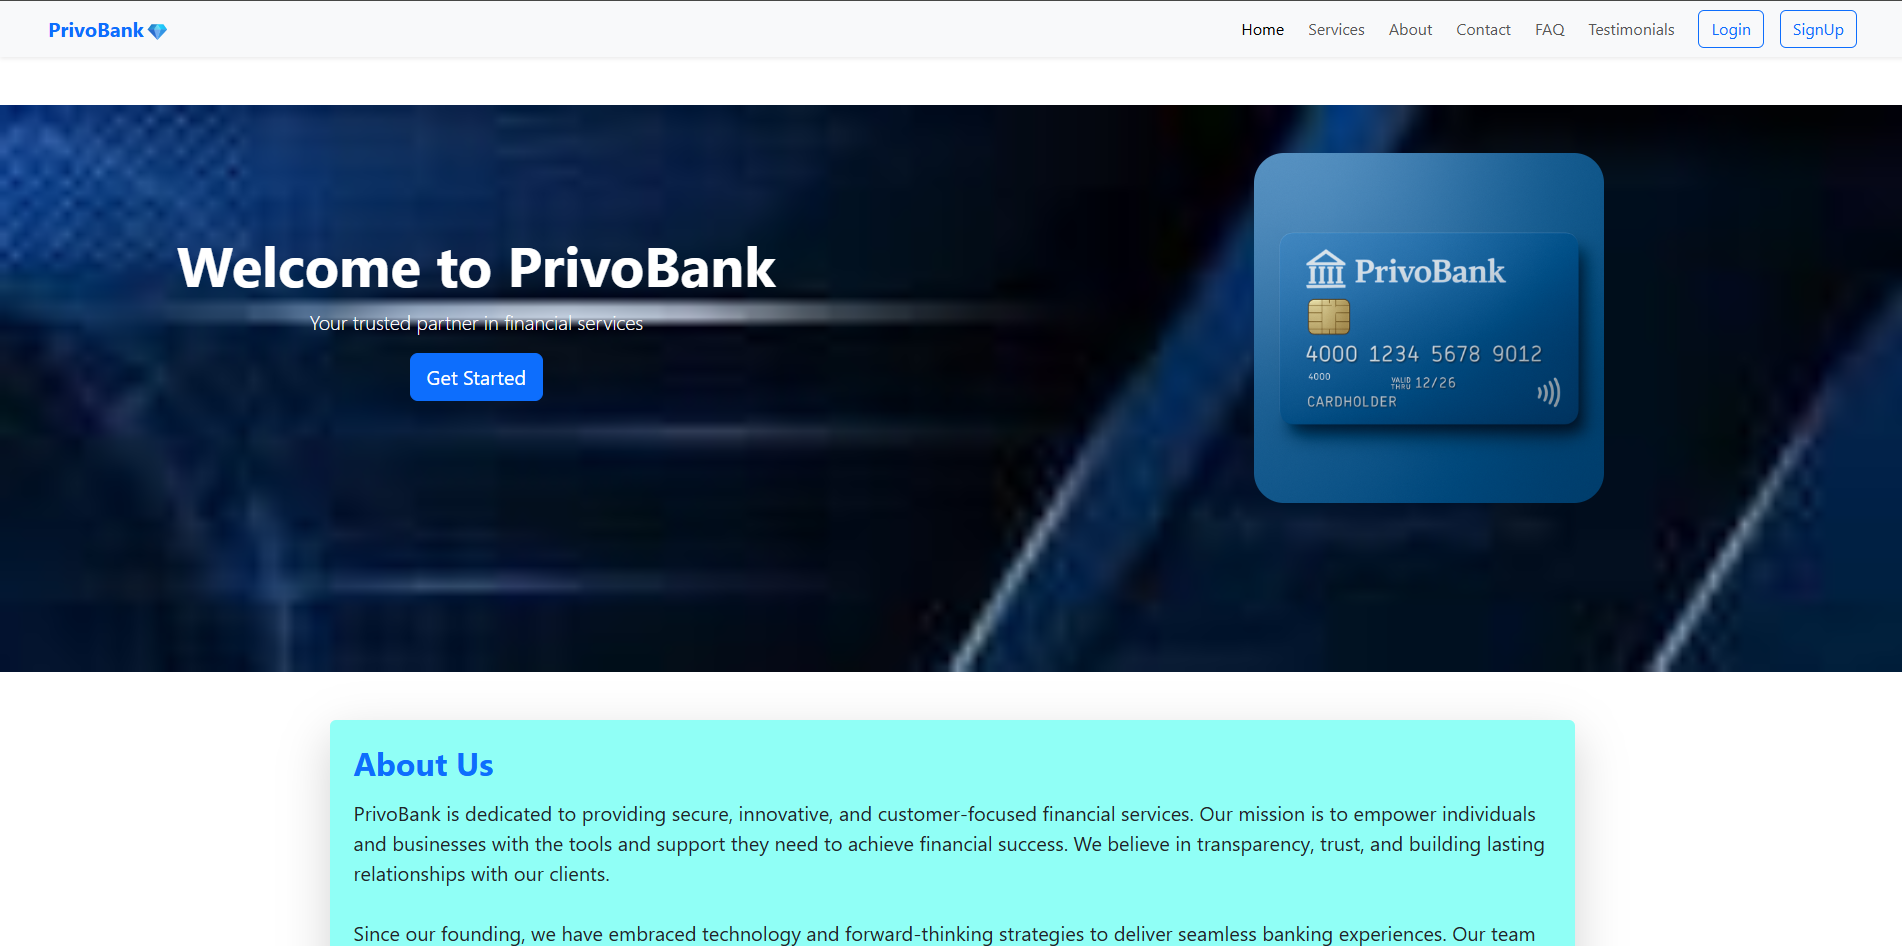 PrivoBank
Home Services About Contact FAQ Testimonials Login SignUp
Welcome to PrivoBank
Your trusted partner in financial services
Get Started
PrivoBank
4000 1234 5678 9012
4000 VALID THRU 12/26
CARDHOLDER
About Us
PrivoBank is dedicated to providing secure, innovative, and customer-focused financial services. Our mission is to empower individuals
and businesses with the tools and support they need to achieve financial success. We believe in transparency, trust, and building lasting
relationships with our clients.
Since our founding, we have embraced technology and forward-thinking strategies to deliver seamless banking experiences. Our team